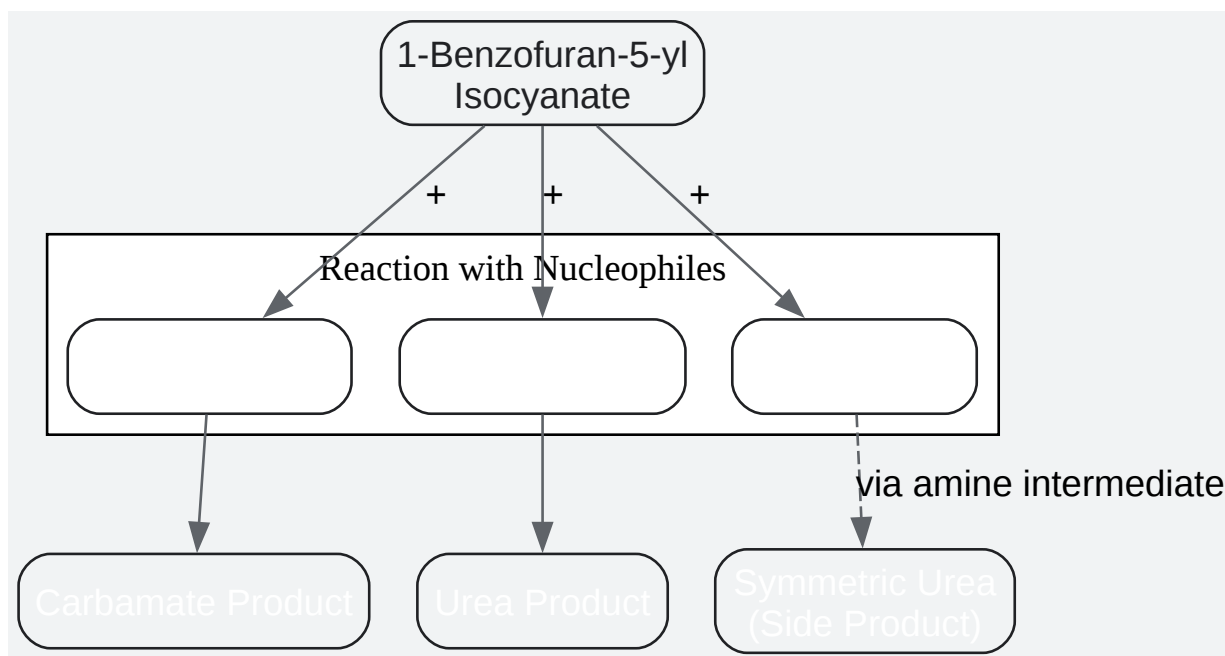 1-Benzofuran-5-yl
Isocyanate
+ + +
Reaction with Nucleophiles
via amine intermediate
Carbamate Product
Urea Product
Symmetric Urea
(Side Product)